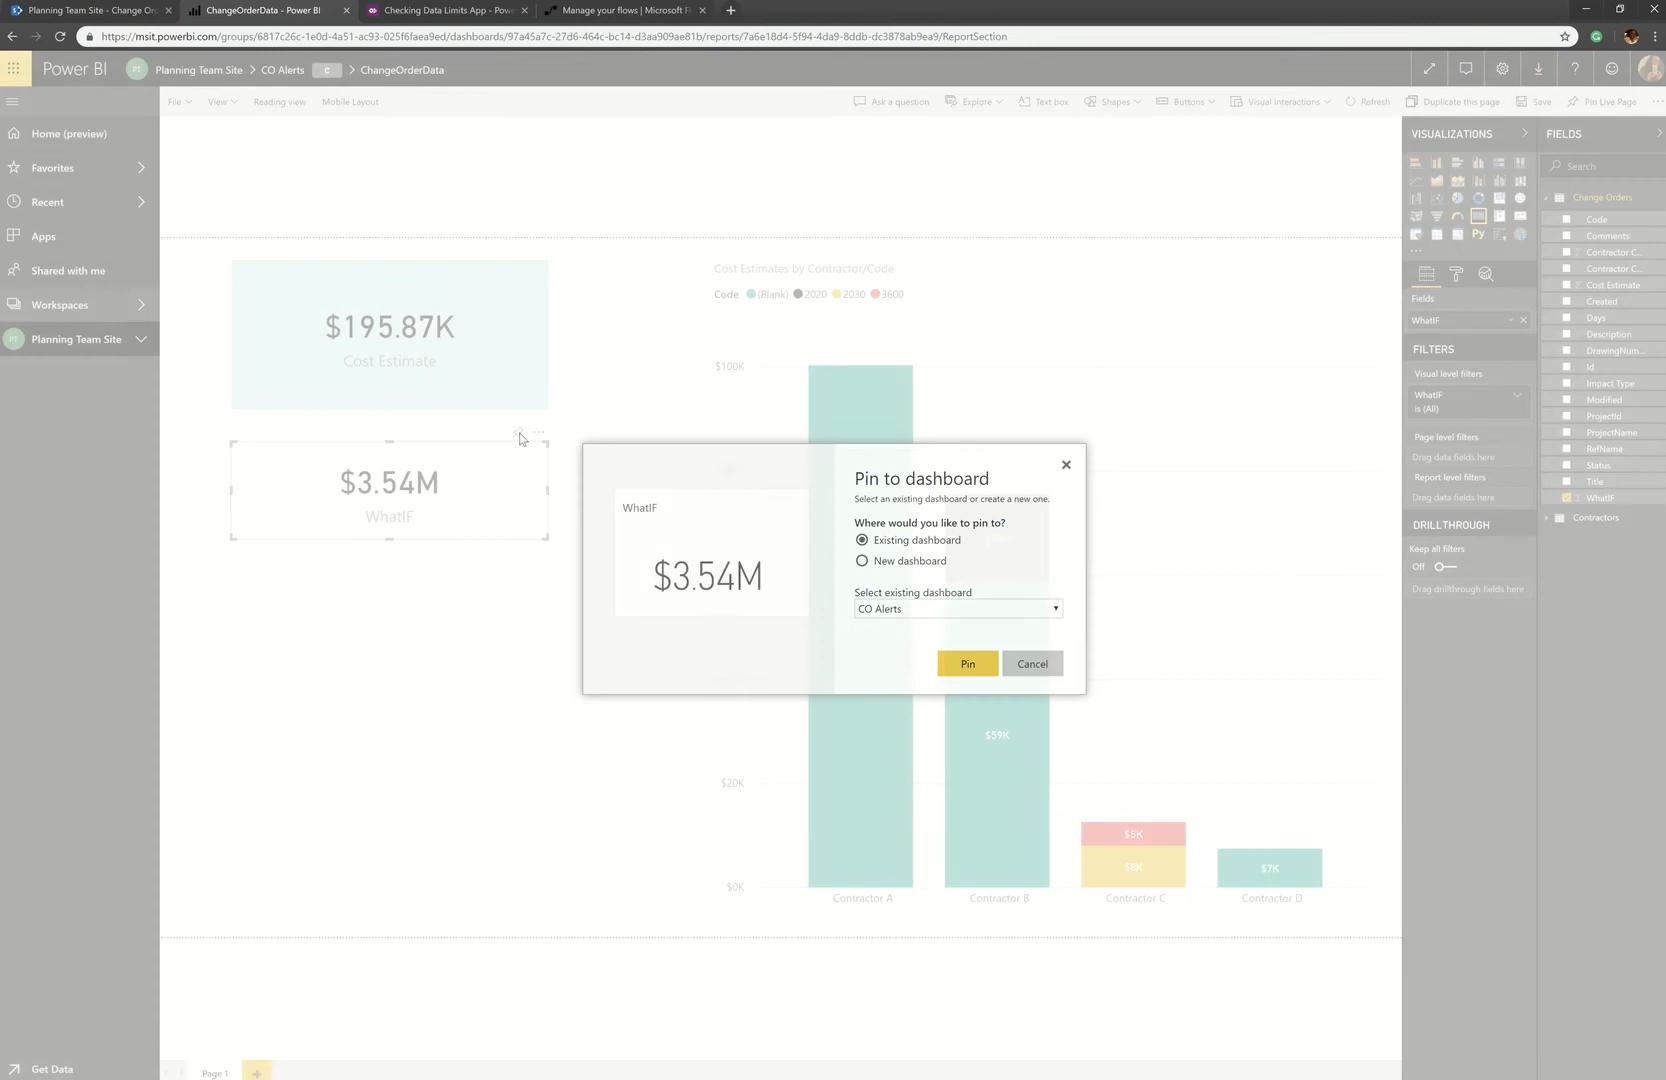 Planning Team Site - Change Or
ChangeOrderData - Power BI
Checking Data Limits App - Powe
Manage your flows | Microsoft Fl
https://msit.powerbi.com/groups/6817c26c-1e0d-4a51-ac93-025f6faea9ed/dashboards/97a45a7c-27d6-464c-bc14-d3aa909ae81b/reports/7a6e18d4-5f94-4da9-8ddb-dc3878ab9ea9/ReportSection
Power BI
PT
Planning Team Site > CO Alerts C > ChangeOrderData
File
View
Reading view
Mobile Layout
Ask a question
Explore
Text box
Shapes
Buttons
Visual interactions
Refresh
Duplicate this page
Save
Pin Live Page
Home (preview)
Favorites
Recent
Apps
Shared with me
Workspaces
PT
Planning Team Site
Get Data
$195.87K
Cost Estimate
$3.54M
WhatIF
Cost Estimates by Contractor/Code
Code (Blank) 2020 2030 3600
$100K
$20K
$0K
$59K
$5K
$8K
$7K
Contractor A
Contractor B
Contractor C
Contractor D
WhatIF
$3.54M
Pin to dashboard
Select an existing dashboard or create a new one.
Where would you like to pin to?
Existing dashboard
New dashboard
Select existing dashboard
CO Alerts
Pin
Cancel
VISUALIZATIONS
Py
Fields
WhatIF
FILTERS
Visual level filters
WhatIF
is (All)
Page level filters
Drag data fields here
Report level filters
Drag data fields here
DRILLTHROUGH
Keep all filters
Off
Drag drillthrough fields here
FIELDS
Search
Change Orders
Code
Comments
Contractor C...
Contractor C...
Cost Estimate
Created
Days
Description
DrawingNum...
Id
Impact Type
Modified
ProjectId
ProjectName
RefName
Status
Title
WhatIF
Contractors
Page 1